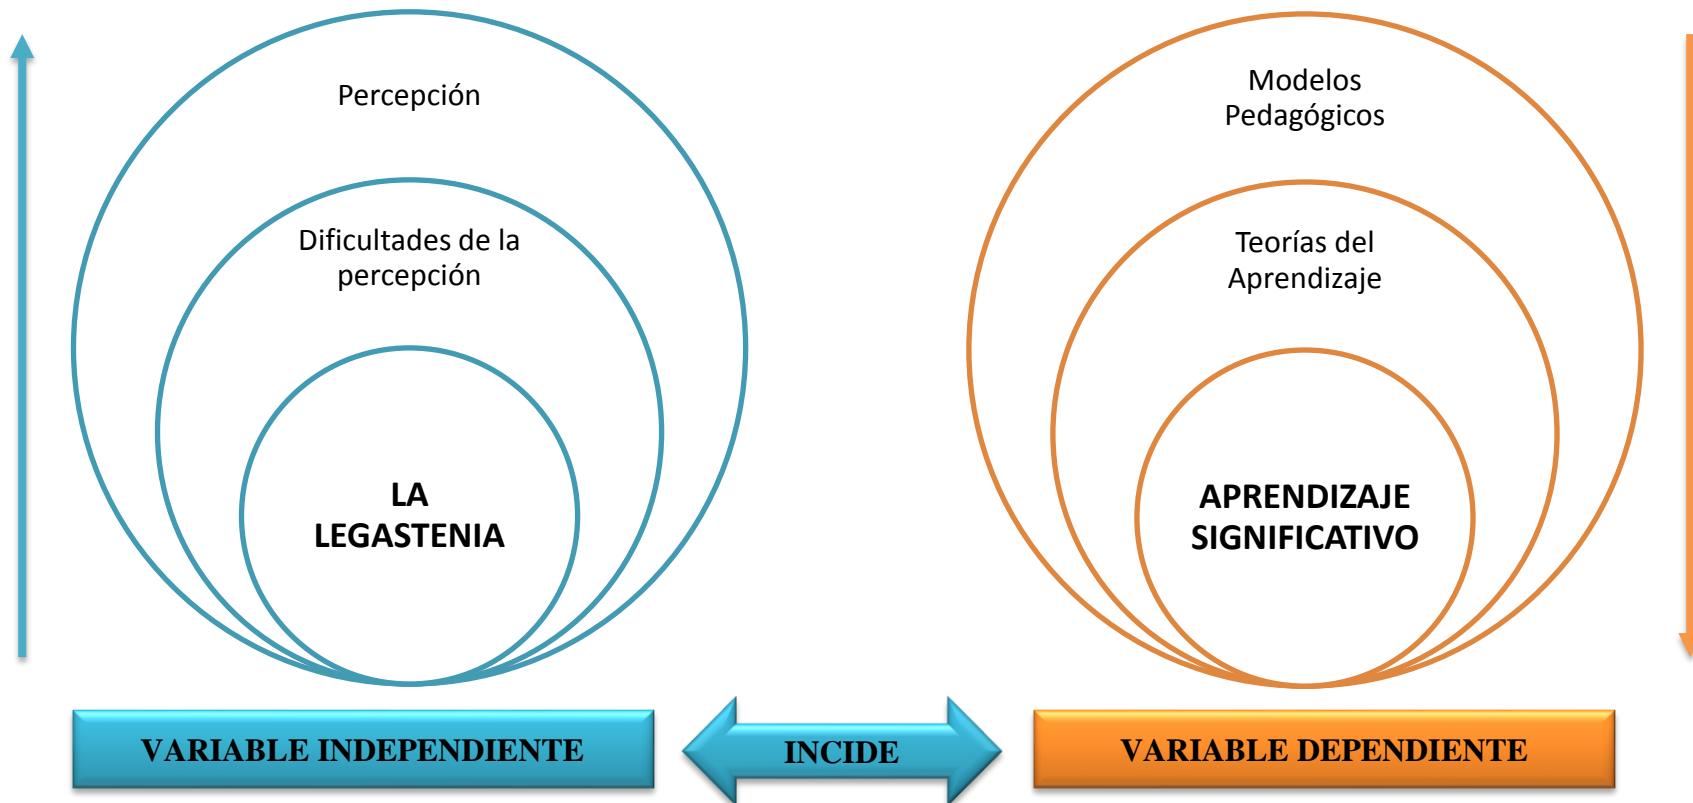 Percepción
Dificultades de la
percepción
LA
LEGASTENIA
VARIABLE INDEPENDIENTE
INCIDE
Modelos
Pedagógicos
Teorías del
Aprendizaje
APRENDIZAJE
SIGNIFICATIVO
VARIABLE DEPENDIENTE